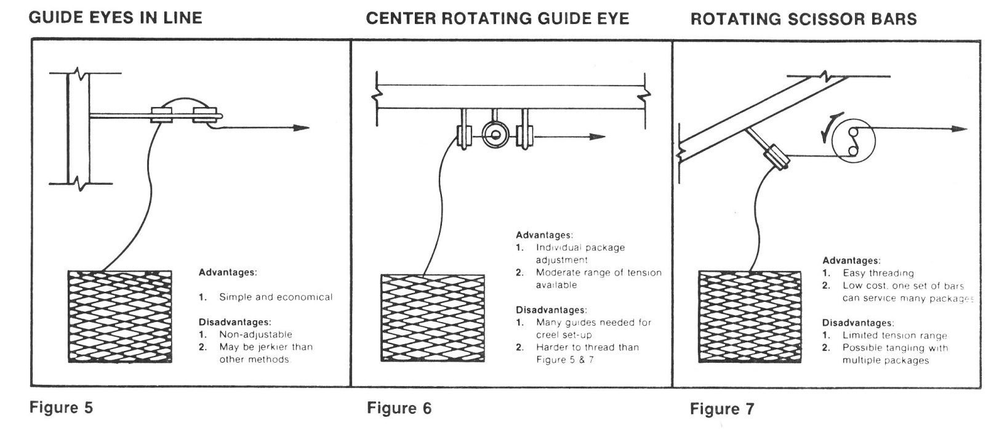 GUIDE EYES IN LINE
CENTER ROTATING GUIDE EYE
ROTATING SCISSOR BARS
Advantages:
1. Simple and economical
Disadvantages:
1. Non-adjustable
2. May be jerkier than
other methods.
Advantages:
1. Individual package
adjustment
2. Moderate range of tension
available
Disadvantages:
1. Many guides needed for
creel set-up
2. Harder to thread than
Figure 5 & 7
Advantages:
1. Easy threading
2. Low cost, one set of bars
can service many packages
Disadvantages:
1. Limited tension range
2. Possible tangling with
multiple packages
Figure 5
Figure 6
Figure 7